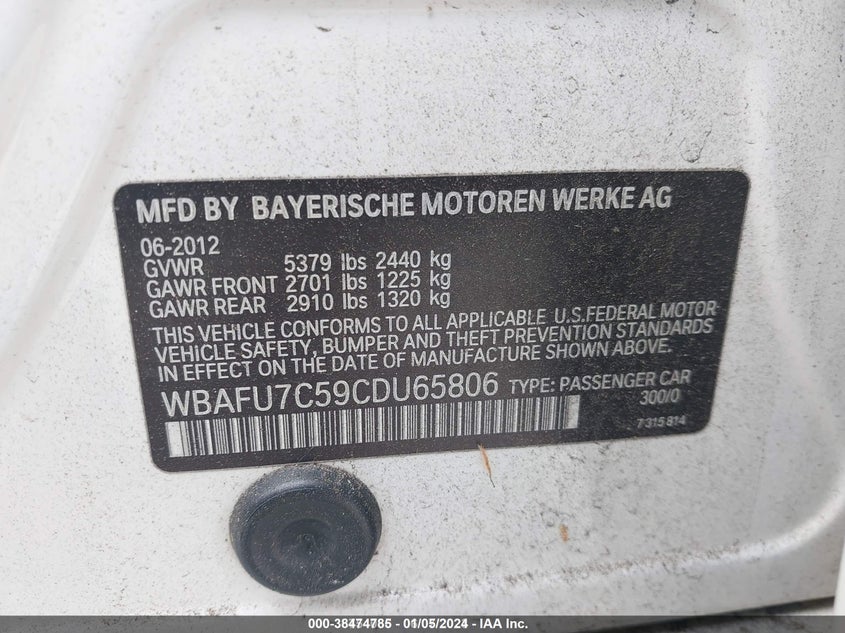 MFD BY BAYERISCHE MOTOREN WERKE AG
06-2012
GVWR 5379 lbs 2440 kg
GAWR FRONT 2701 lbs 1225 kg
GAWR REAR 2910 lbs 1320 kg
THIS VEHICLE CONFORMS TO ALL APPLICABLE U.S.FEDERAL MOTOR
VEHICLE SAFETY, BUMPER AND THEFT PREVENTION STANDARDS
IN EFFECT ON THE DATE OF MANUFACTURE SHOWN ABOVE.
WBAFU7C59CDU65806 TYPE: PASSENGER CAR
300/0
7315814
000-38474785 - 01/05/2024 - IAA Inc.